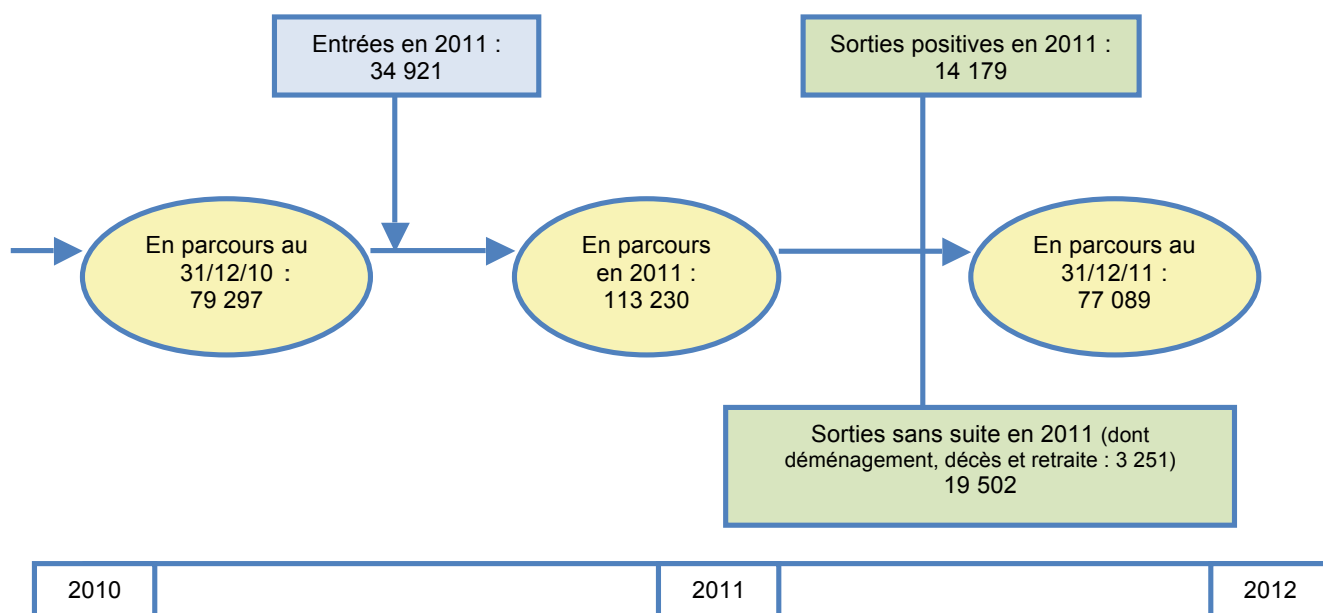 Entrées en 2011 :
34 921
Sorties positives en 2011 :
14 179
En parcours au
31/12/10 :
79 297
En parcours
en 2011 :
113 230
En parcours au
31/12/11 :
77 089
Sorties sans suite en 2011 (dont
déménagement, décès et retraite : 3 251)
19 502
2010
2011
2012